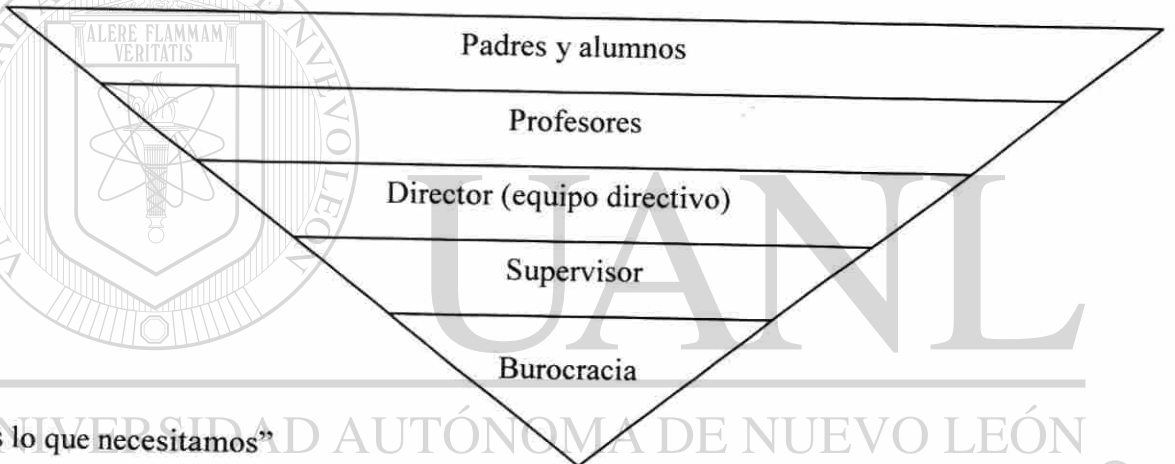 ALERE FLAMMAM
VERITATIS
Padres y alumnos
Profesores
Director (equipo directivo)
Supervisor
Burocracia
UANL
s lo que necesitamos”
UNIVERSIDAD AUTÓNOMA DE NUEVO LEÓN